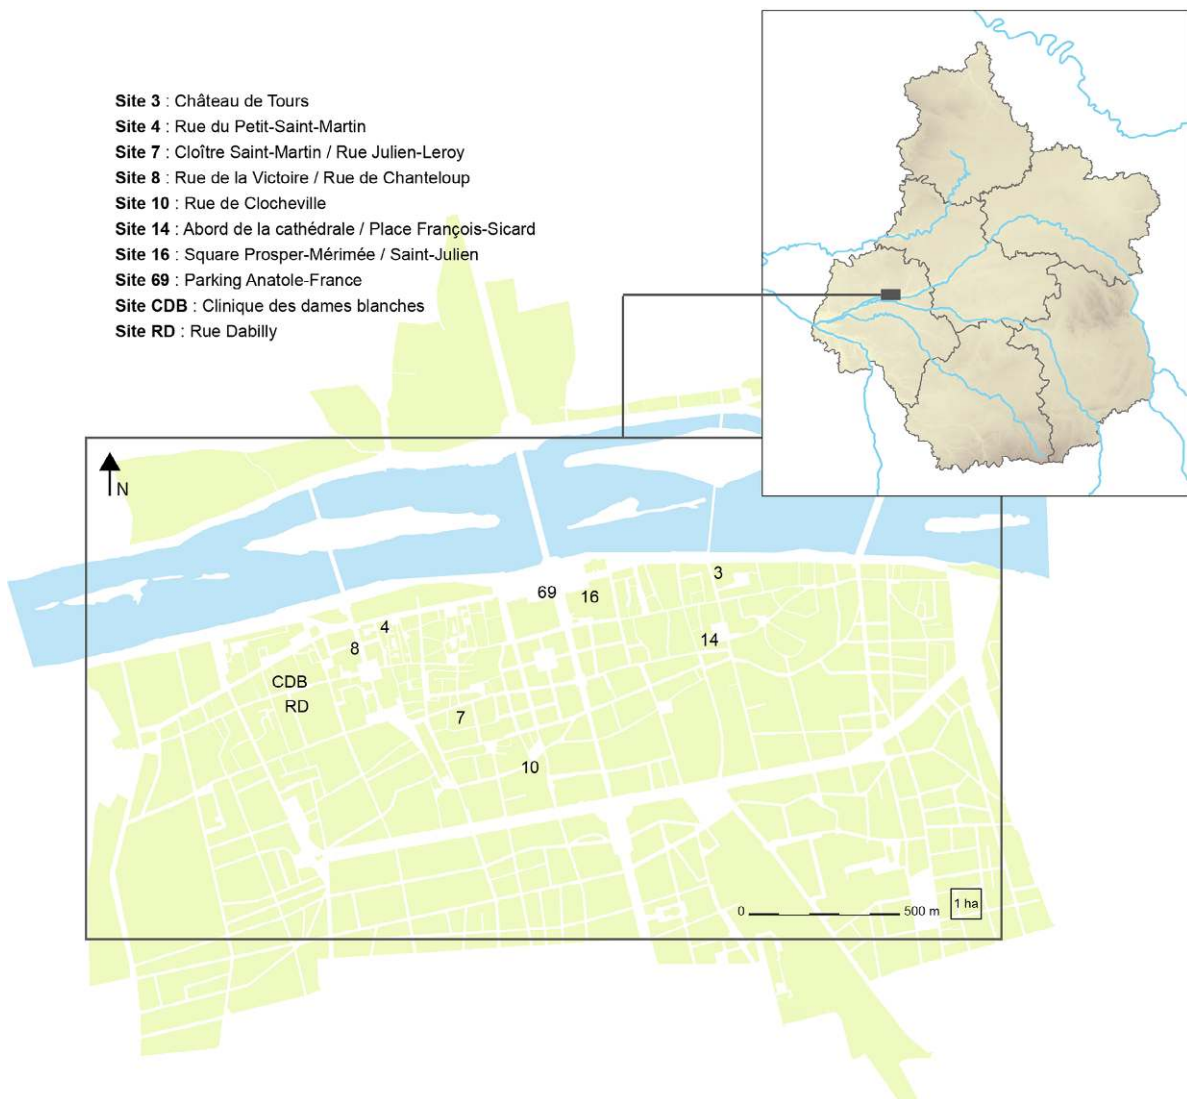 Site 3 : Château de Tours
Site 4 : Rue du Petit-Saint-Martin
Site 7 : Cloître Saint-Martin / Rue Julien-Leroy
Site 8 : Rue de la Victoire / Rue de Chanteloup
Site 10 : Rue de Clocheville
Site 14 : Abord de la cathédrale / Place François-Sicard
Site 16 : Square Prosper-Mérimée / Saint-Julien
Site 69 : Parking Anatole-France
Site CDB : Clinique des dames blanches
Site RD : Rue Dabilly
N
3
69
16
4
14
8
CDB
RD
7
10
0
500 m
1 ha